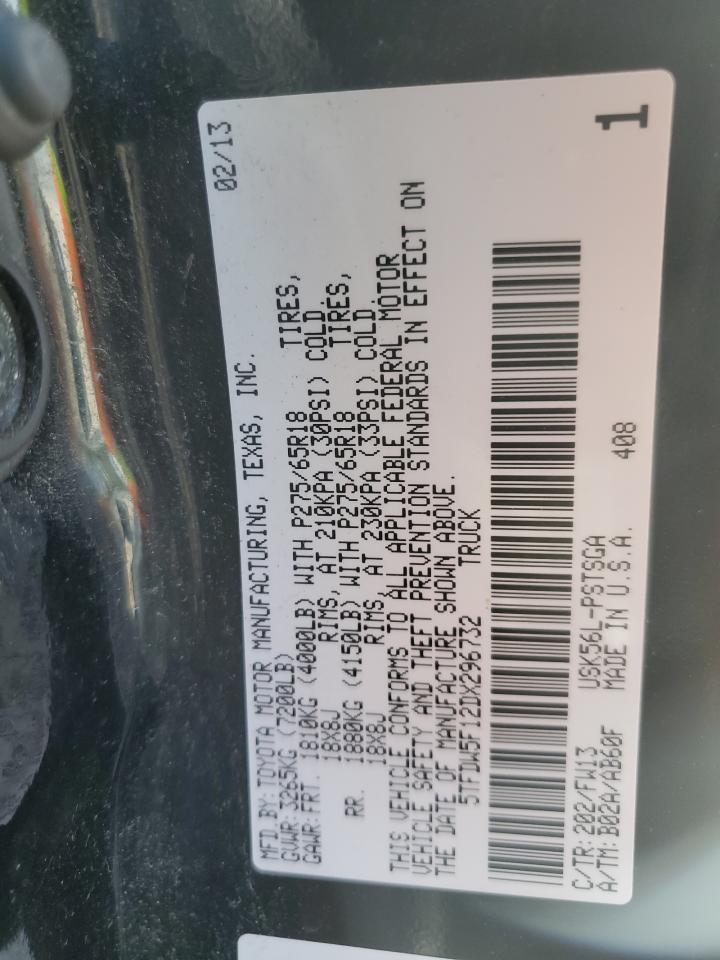 MFD.BY:TOYOTA MOTOR MANUFACTURING, TEXAS, INC. 02/13
GVWR:3265KG (7200LB)
GAWR:FRT. 1810KG (4000LB) WITH P275/65R18 TIRES,
18X8J RIMS, AT 210KPA (30PSI) COLD.
RR. 1880KG (4150LB) WITH P275/65R18 TIRES,
18X8J RIMS AT 230KPA (33PSI) COLD.
THIS VEHICLE CONFORMS TO ALL APPLICABLE FEDERAL MOTOR
VEHICLE SAFETY AND THEFT PREVENTION STANDARDS IN EFFECT ON
THE DATE OF MANUFACTURE SHOWN ABOVE.
5TFDW5F12DX296732 TRUCK
C/TR:202/FW13 USK56L-PSTSGA 408
A/TM:B02A/AB60F MADE IN U.S.A. 1